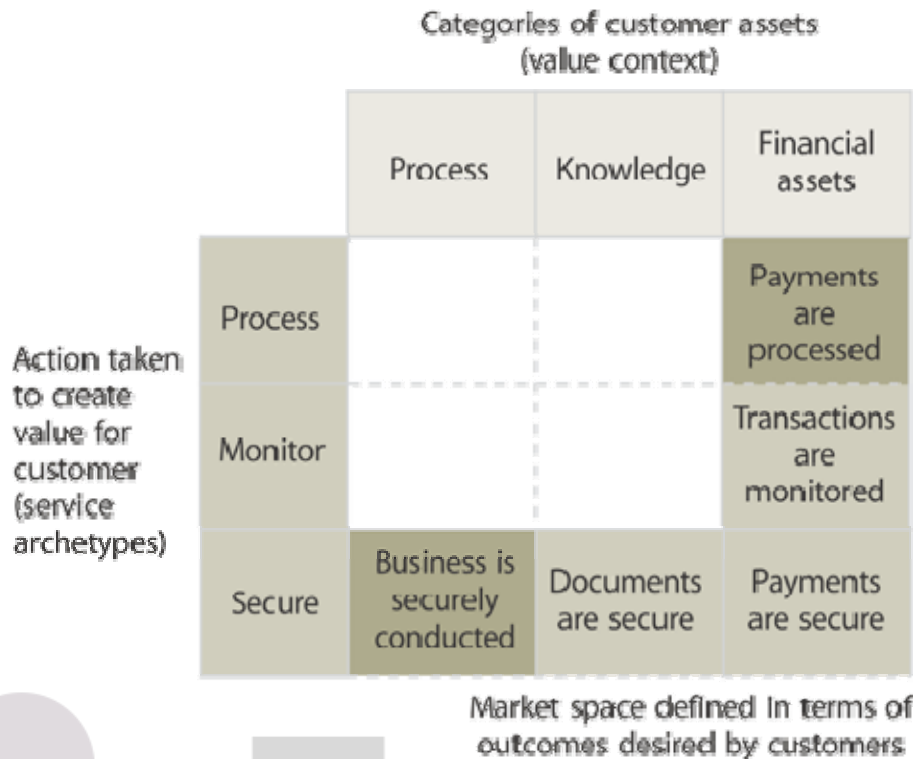 Categories of customer assets
(value context)
Process
Knowledge
Financial
assets
Action taken
to create
value for
customer
(service
archetypes)
Process
Payments
are
processed
Monitor
Transactions
are
monitored
Secure
Business is
securely
conducted
Documents
are secure
Payments
are secure
Market space defined in terms of
outcomes desired by customers